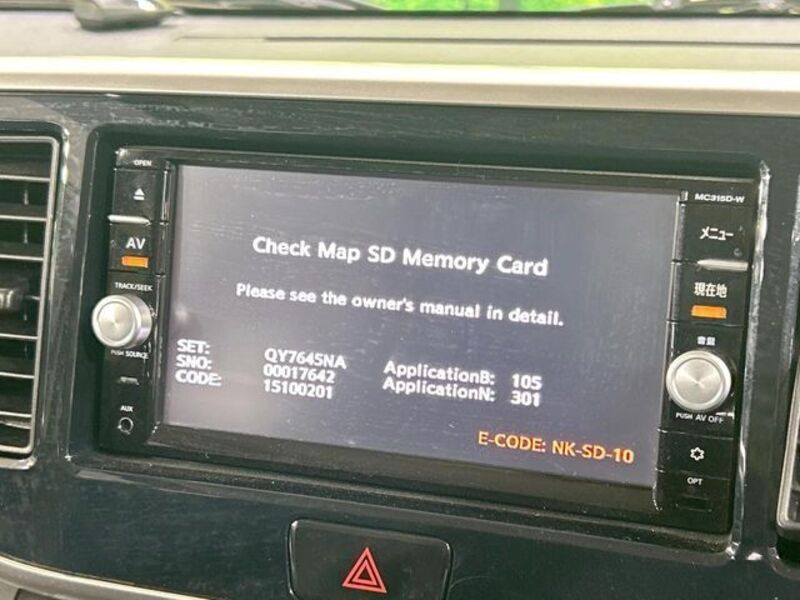 OPEN
AV
TRACK/SEEK
PUSH SOURCE
AUX
Check Map SD Memory Card
Please see the owner's manual in detail.
SET: QY7645NA
SNO: 00017642 ApplicationB: 105
CODE: 15100201 ApplicationN: 301
E-CODE: NK-SD-10
MC315D-W
メニュー
現在地
音量
PUSH AV OFF
OPT